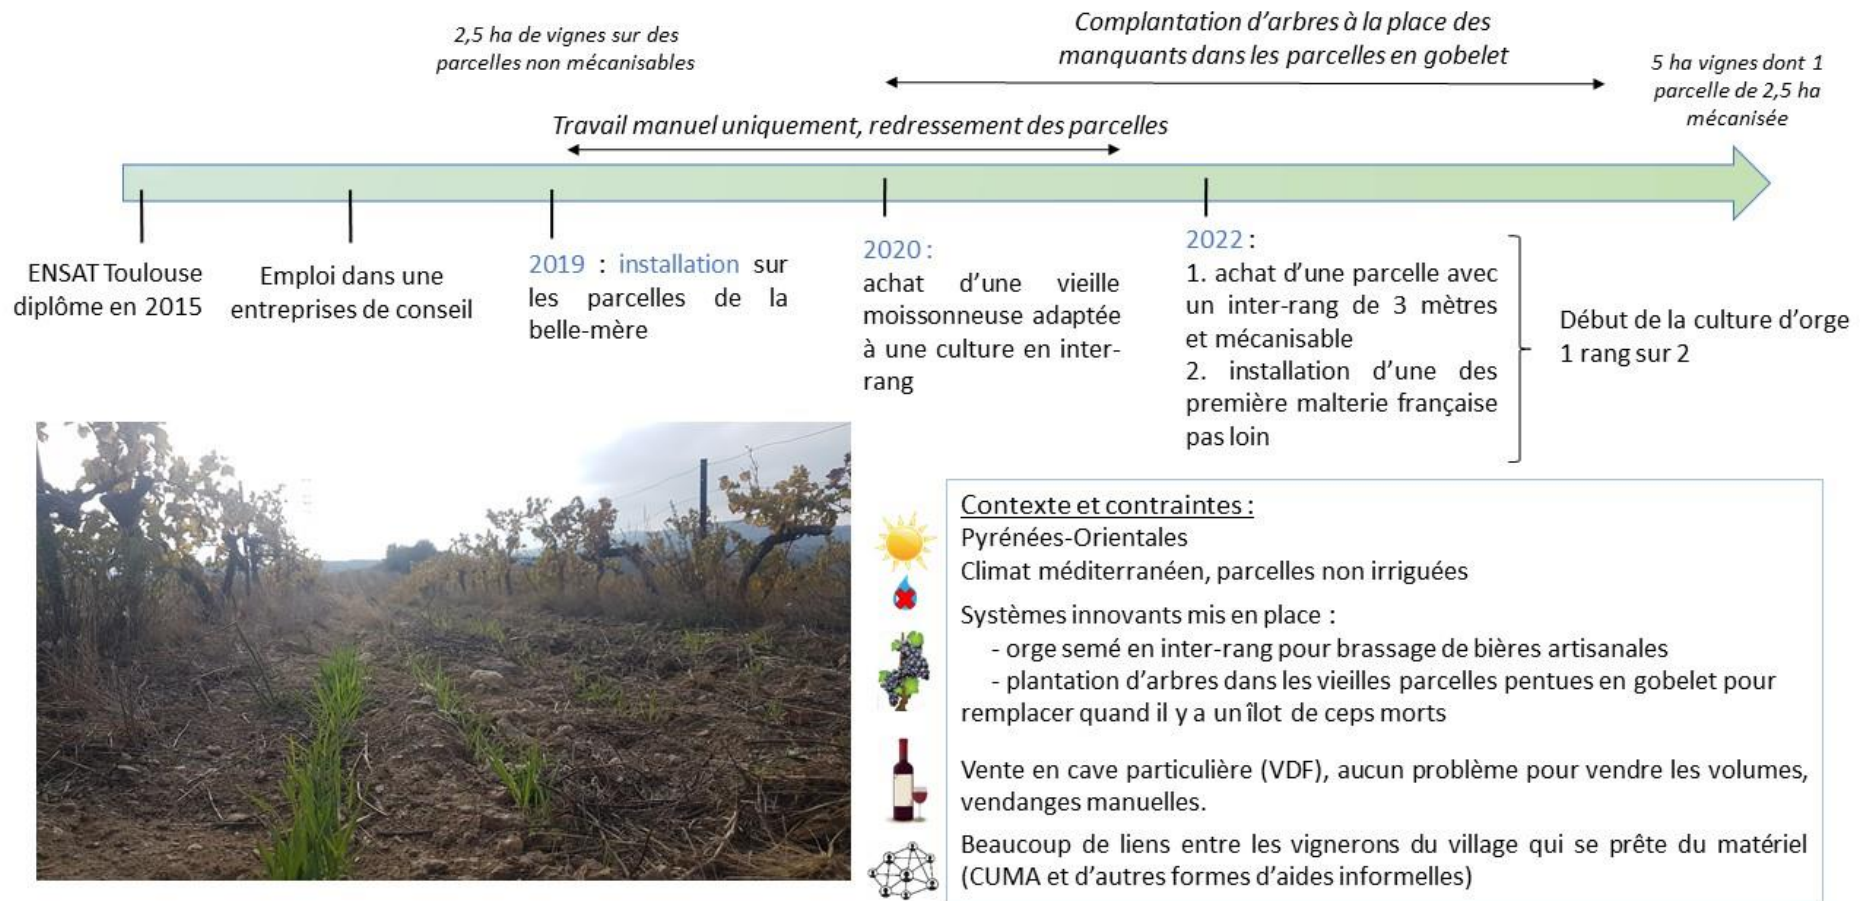 2,5 ha de vignes sur des
parcelles non mécanisables
Complantation d'arbres à la place des
manquants dans les parcelles en gobelet
5 ha vignes dont 1
parcelle de 2,5 ha
mécanisée
Travail manuel uniquement, redressement des parcelles
ENSAT Toulouse
diplôme en 2015
Emploi dans une
entreprises de conseil
2019 : installation sur
les parcelles de la
belle-mère
2020 :
achat d'une vieille
moissonneuse adaptée
à une culture en inter-
rang
2022 :
1. achat d'une parcelle avec
un inter-rang de 3 mètres
et mécanisable
2. installation d'une des
première malterie française
pas loin
Début de la culture d'orge
1 rang sur 2
Contexte et contraintes :
Pyrénées-Orientales
Climat méditerranéen, parcelles non irriguées
Systèmes innovants mis en place :
- orge semé en inter-rang pour brassage de bières artisanales
- plantation d'arbres dans les vieilles parcelles pentues en gobelet pour
remplacer quand il y a un îlot de ceps morts
Vente en cave particulière (VDF), aucun problème pour vendre les volumes,
vendanges manuelles.
Beaucoup de liens entre les vignerons du village qui se prête du matériel
(CUMA et d'autres formes d'aides informelles)